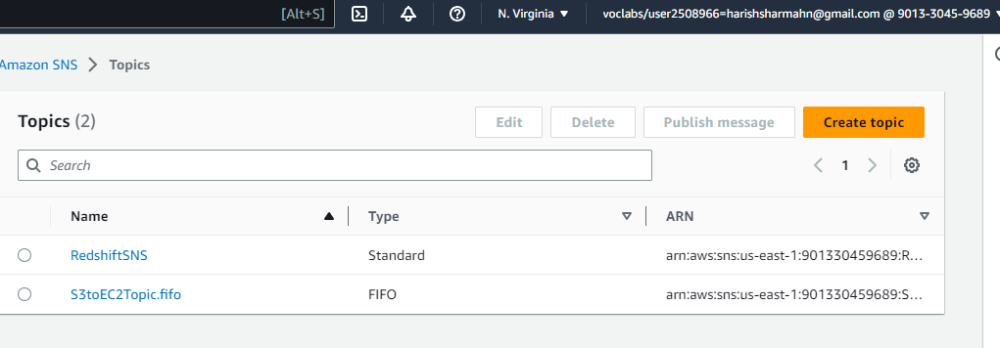 [Alt+S] N. Virginia voclabs/user2508966=harishsharmahn@gmail.com @ 9013-3045-9689
Amazon SNS Topics
Topics (2) Edit Delete Publish message Create topic
Search 1
Name Type ARN
RedshiftSNS Standard arn:aws:sns:us-east-1:901330459689:R...
S3toEC2Topic.fifo FIFO arn:aws:sns:us-east-1:901330459689:S...